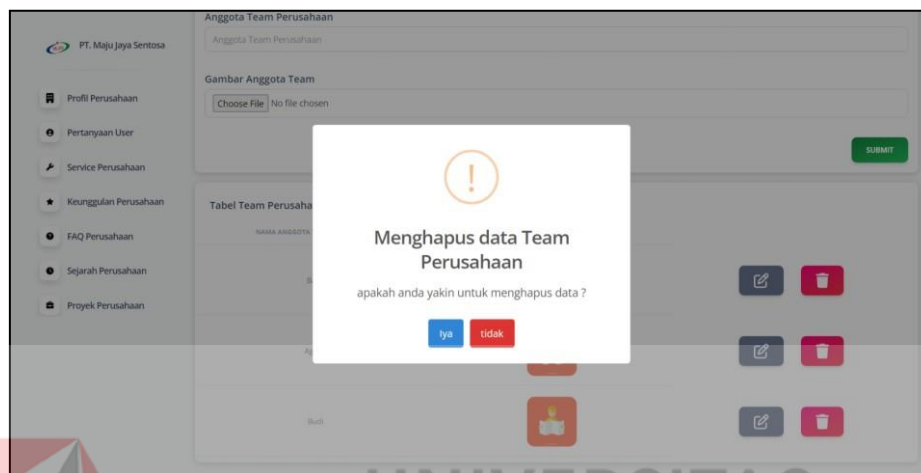 Anggota Team Perusahaan
PT. Maju Jaya Sentosa
Anggota Team Perusahaan
Gambar Anggota Team
Choose File No file chosen
Profil Perusahaan
Pertanyaan User
SUBMIT
Service Perusahaan
Keunggulan Perusahaan
Tabel Team Perusaha
NAMA ANGGOTA
FAQ Perusahaan
Menghapus data Team
Perusahaan
Sejarah Perusahaan
apakah anda yakin untuk menghapus data ?
Proyek Perusahaan
Iya tidak
Budi
UNIVERSITAS